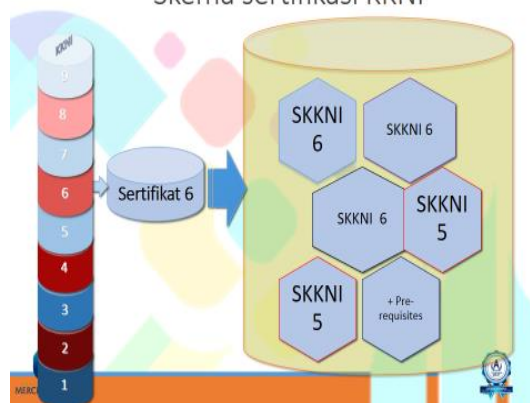 Skema Sertifikasi KKNI
KKNI
9
8
7
6
5
4
3
2
1
Sertifikat 6
SKKNI
6
SKKNI 6
SKKNI 6
SKKNI
5
SKKNI
5
+ Pre-
requisites
MERC